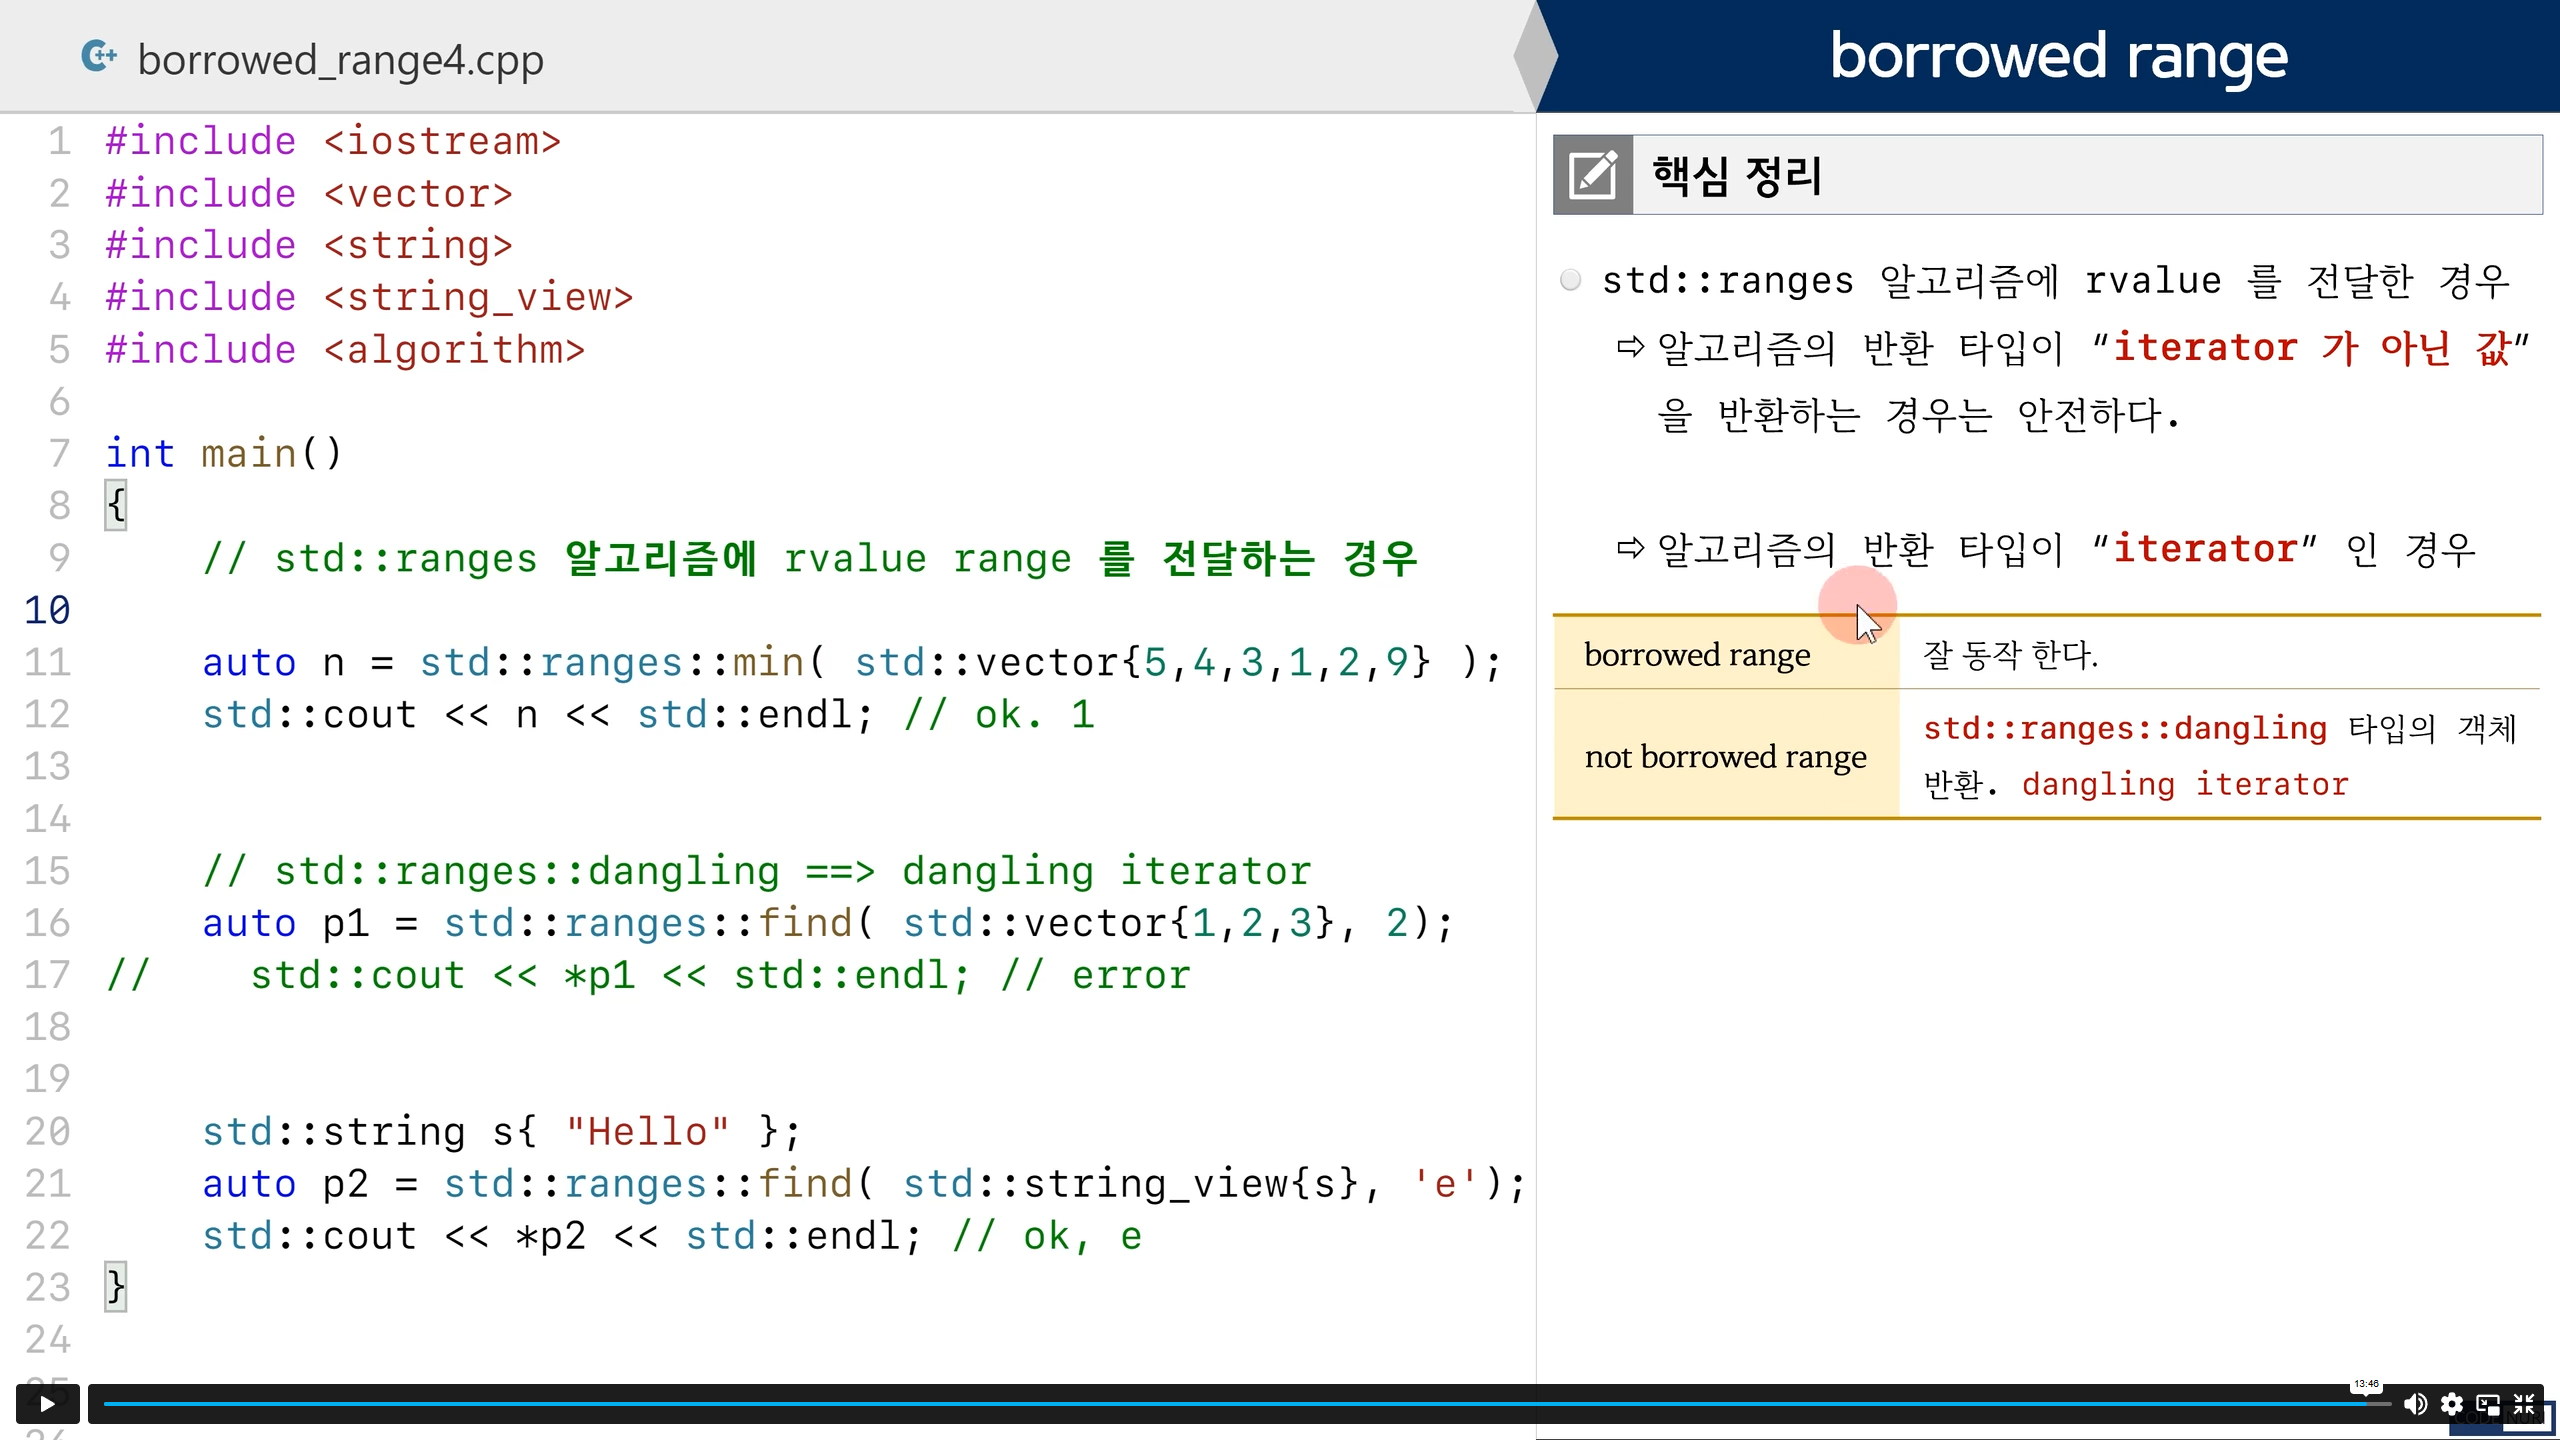 borrowed_range4.cpp
borrowed range
1 #include <iostream>
2 #include <vector>
3 #include <string>
4 #include <string_view>
5 #include <algorithm>
6
7 int main()
8 {
9 // std::ranges 알고리즘에 rvalue range 를 전달하는 경우
10
11 auto n = std::ranges::min( std::vector{5,4,3,1,2,9} );
12 std::cout << n << std::endl; // ok. 1
13
14
15 // std::ranges::dangling ==> dangling iterator
16 auto p1 = std::ranges::find( std::vector{1,2,3}, 2);
17 // std::cout << *p1 << std::endl; // error
18
19
20 std::string s{ "Hello" };
21 auto p2 = std::ranges::find( std::string_view{s}, 'e');
22 std::cout << *p2 << std::endl; // ok, e
23 }
24
25
핵심 정리
std::ranges 알고리즘에 rvalue 를 전달한 경우
⇨ 알고리즘의 반환 타입이 “iterator 가 아닌 값”
을 반환하는 경우는 안전하다.
⇨ 알고리즘의 반환 타입이 “iterator” 인 경우
borrowed range 잘 동작 한다.
not borrowed range std::ranges::dangling 타입의 객체
반환. dangling iterator
13:46